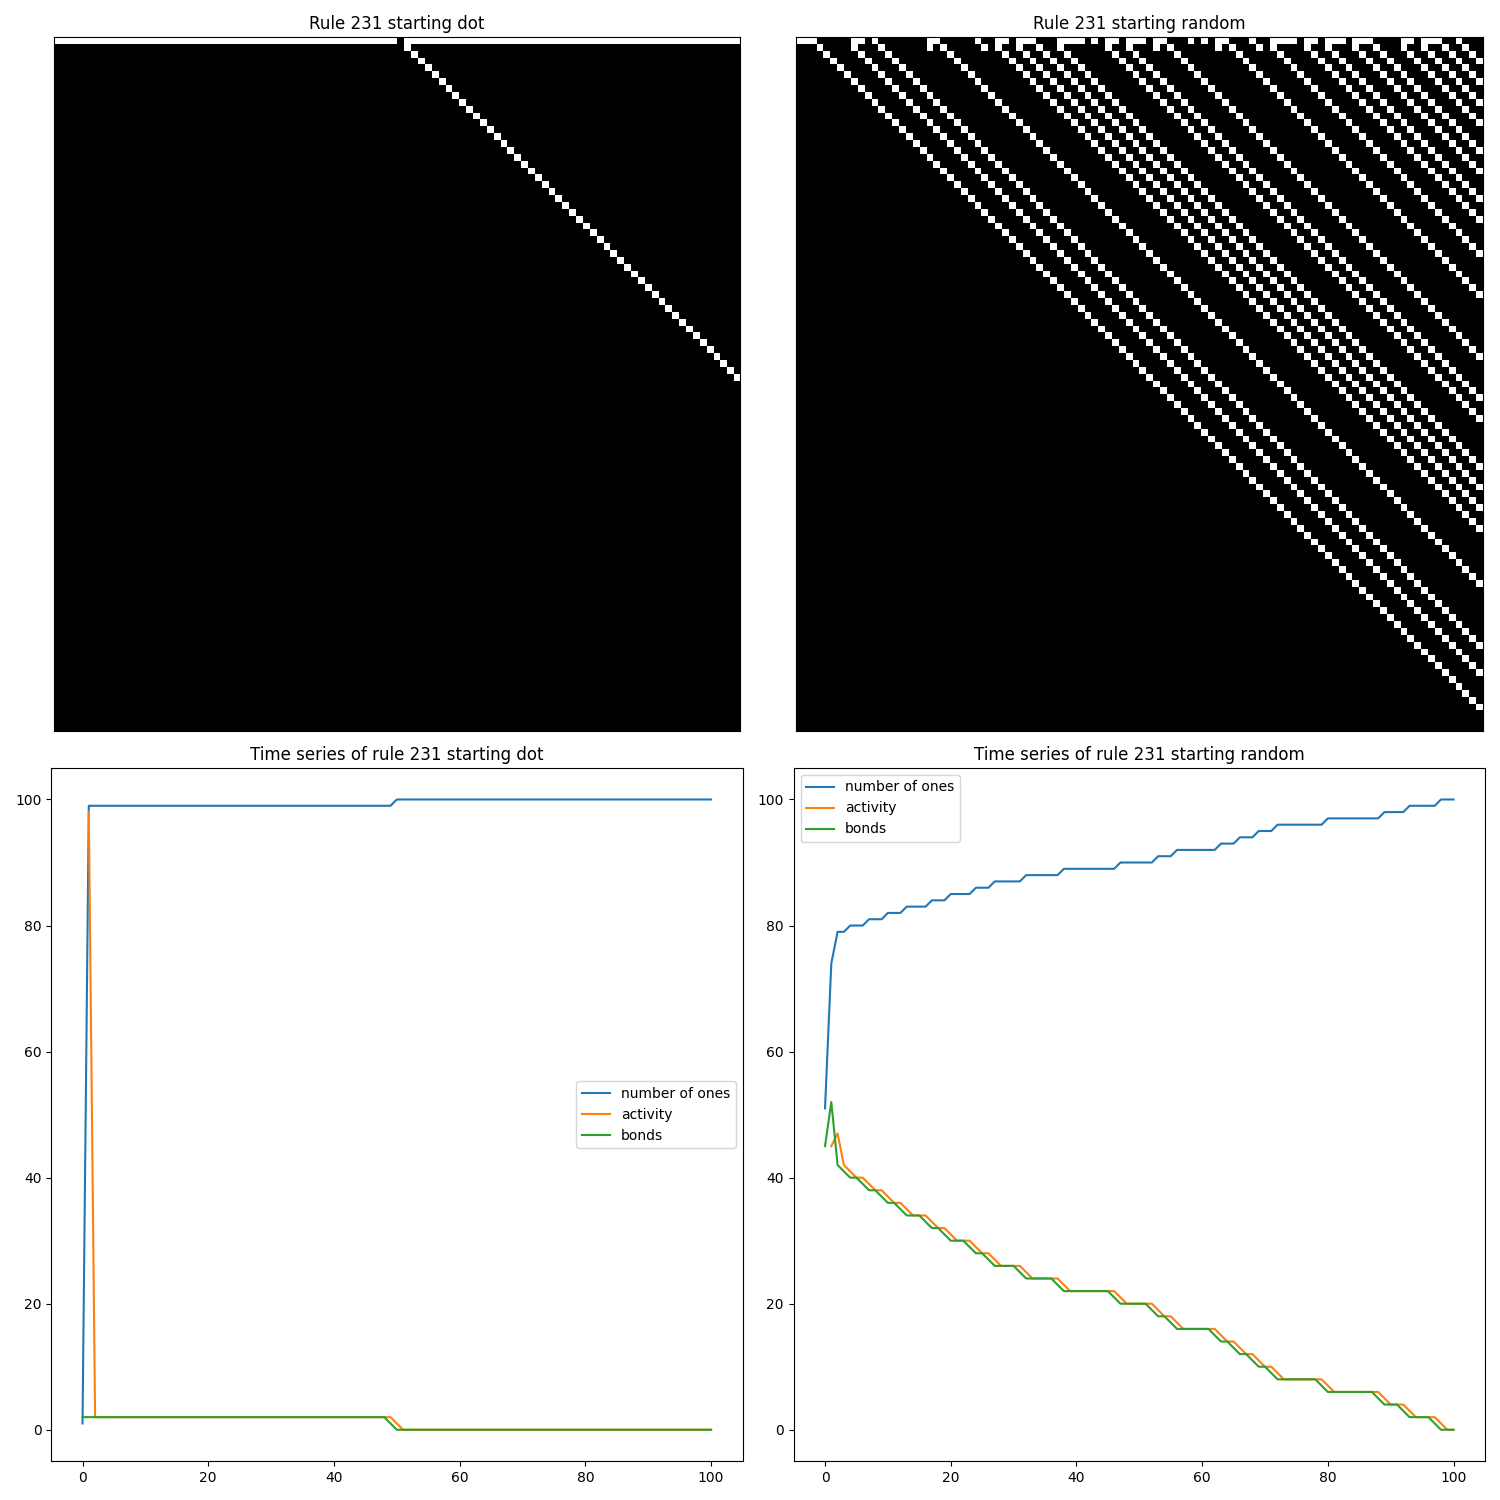 Rule 231 starting dot
Rule 231 starting random
Time series of rule 231 starting dot
100
80
60
40
20
0
number of ones
activity
bonds
0
20
40
60
80
100
Time series of rule 231 starting random
number of ones
activity
bonds
100
80
60
40
20
0
0
20
40
60
80
100